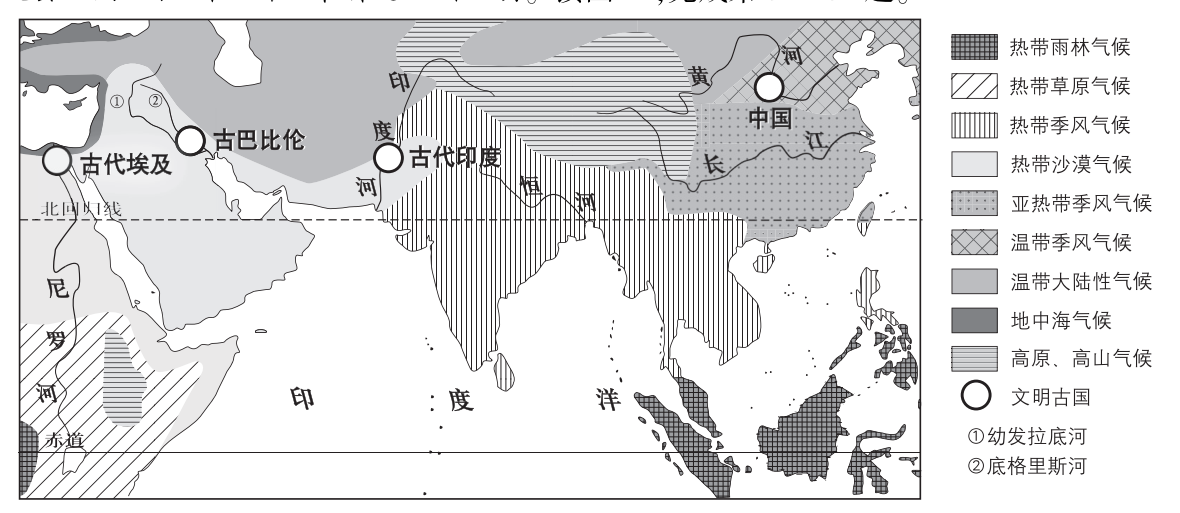 印
黄
河
①
②
中国
度
古巴比伦
江
古代埃及
古代印度
长
河
恒
河
北回归线
尼
罗
河
印
度
洋
赤道
热带雨林气候
热带草原气候
热带季风气候
热带沙漠气候
亚热带季风气候
温带季风气候
温带大陆性气候
地中海气候
高原、高山气候
文明古国
①幼发拉底河
②底格里斯河